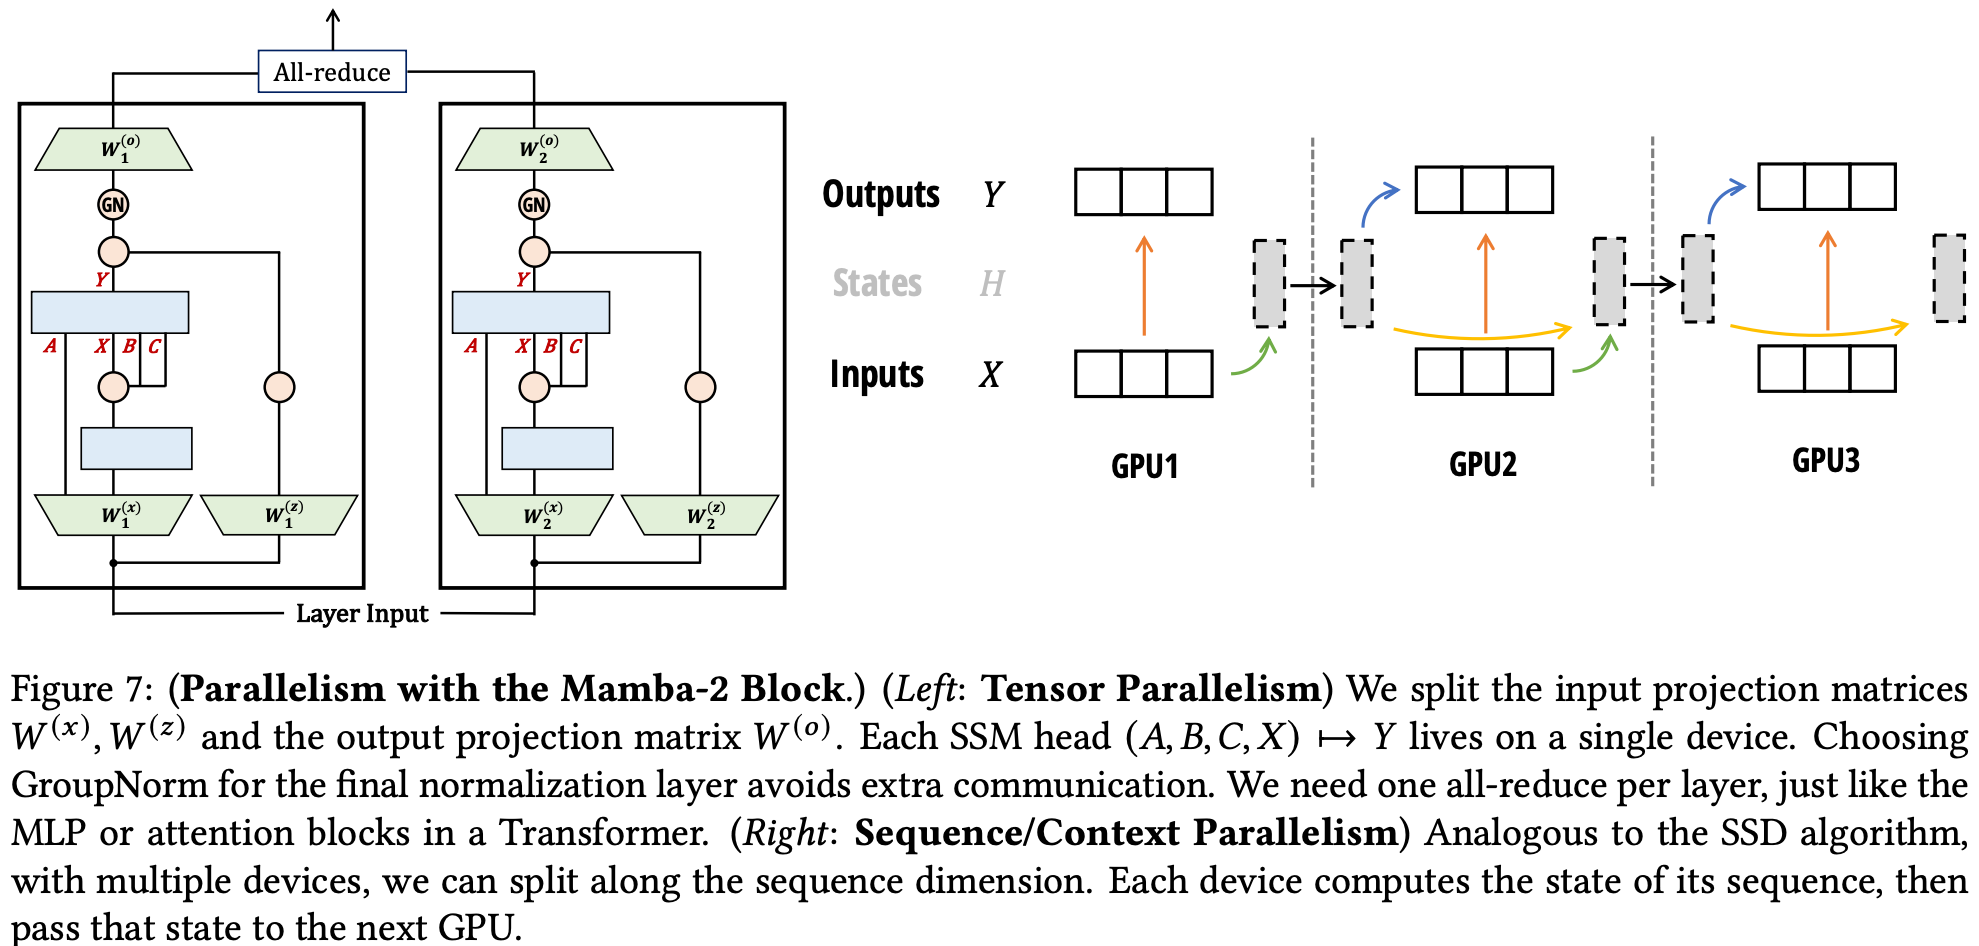 All-reduce
W_1^{(o)}
W_2^{(o)}
GN
GN
Y
Y
A X B C
A X B C
W_1^{(x)} W_1^{(z)}
W_2^{(x)} W_2^{(z)}
Layer Input
Outputs Y
States H
Inputs X
GPU1
GPU2
GPU3
Figure 7: (Parallelism with the Mamba-2 Block.) (Left: Tensor Parallelism) We split the input projection matrices
W^{(x)}, W^{(z)} and the output projection matrix W^{(o)}. Each SSM head (A, B, C, X) ↦ Y lives on a single device. Choosing
GroupNorm for the final normalization layer avoids extra communication. We need one all-reduce per layer, just like the
MLP or attention blocks in a Transformer. (Right: Sequence/Context Parallelism) Analogous to the SSD algorithm,
with multiple devices, we can split along the sequence dimension. Each device computes the state of its sequence, then
pass that state to the next GPU.